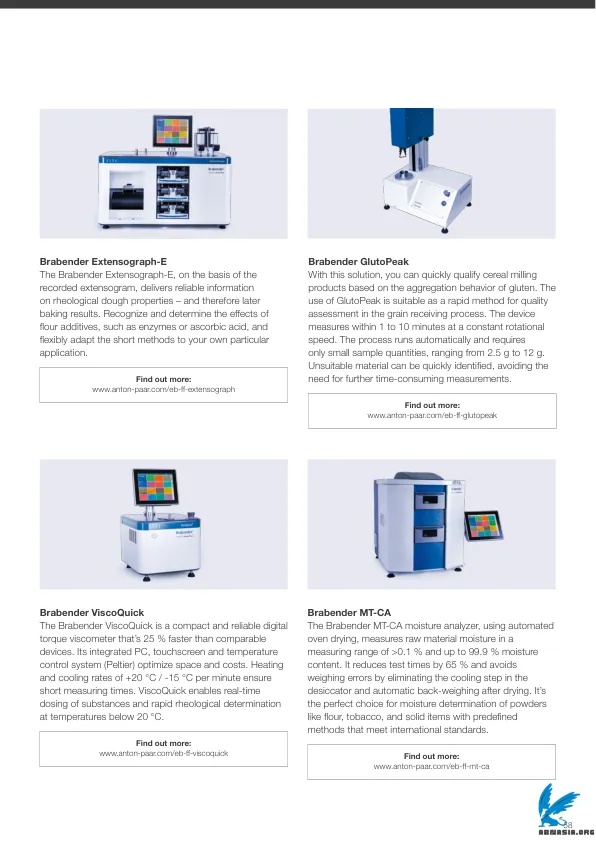 Brabender Extensograph-E
The Brabender Extensograph-E, on the basis of the
recorded extensogram, delivers reliable information
on rheological dough properties – and therefore later
baking results. Recognize and determine the effects of
flour additives, such as enzymes or ascorbic acid, and
flexibly adapt the short methods to your own particular
application.
Find out more:
www.anton-paar.com/eb-ff-extensograph
Brabender GlutoPeak
With this solution, you can quickly qualify cereal milling
products based on the aggregation behavior of gluten. The
use of GlutoPeak is suitable as a rapid method for quality
assessment in the grain receiving process. The device
measures within 1 to 10 minutes at a constant rotational
speed. The process runs automatically and requires
only small sample quantities, ranging from 2.5 g to 12 g.
Unsuitable material can be quickly identified, avoiding the
need for further time-consuming measurements.
Find out more:
www.anton-paar.com/eb-ff-glutopeak
Brabender ViscoQuick
The Brabender ViscoQuick is a compact and reliable digital
torque viscometer that's 25 % faster than comparable
devices. Its integrated PC, touchscreen and temperature
control system (Peltier) optimize space and costs. Heating
and cooling rates of +20 °C / -15 °C per minute ensure
short measuring times. ViscoQuick enables real-time
dosing of substances and rapid rheological determination
at temperatures below 20 °C.
Find out more:
www.anton-paar.com/eb-ff-viscoquick
Brabender MT-CA
The Brabender MT-CA moisture analyzer, using automated
oven drying, measures raw material moisture in a
measuring range of >0.1 % and up to 99.9 % moisture
content. It reduces test times by 65 % and avoids
weighing errors by eliminating the cooling step in the
desiccator and automatic back-weighing after drying. It's
the perfect choice for moisture determination of powders
like flour, tobacco, and solid items with predefined
methods that meet international standards.
Find out more:
www.anton-paar.com/eb-ff-mt-ca
58
ABNASIA.ORG